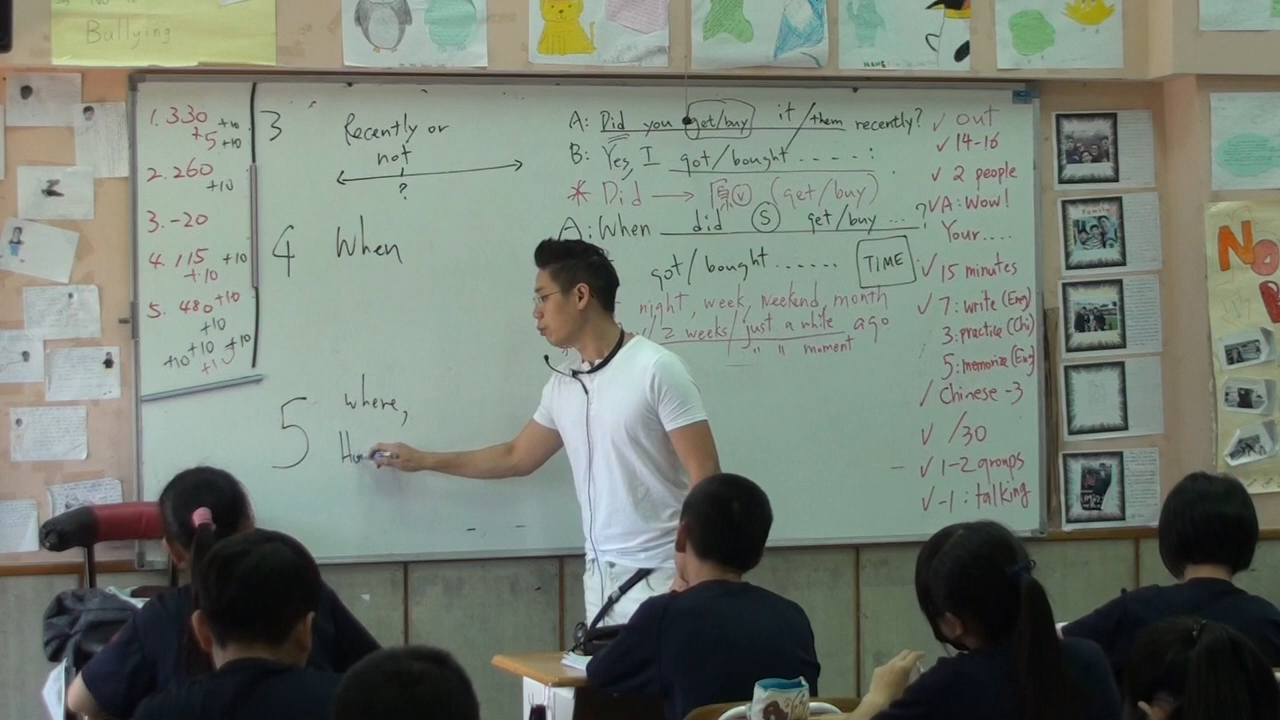 Bullying
1. 330 +10
+5 +10
2. 260
+10
3. -20
4. 115 +10
+10
5. 480 +10
+10
+10 +10 +10
3 Recently or
not
?
4 When
5 where,
A: Did you get/buy it / them recently?
B: Yes, I got/bought ..... :
* Did → 原Ⓥ (get/buy)
A: When did Ⓢ get/buy ... ?
got/bought ...... TIME
night, week, weekend, month
2 weeks/just a while ago
" " moment
✓ out
✓ 14-16
✓ 2 people
✓ A: Wow!
Your....
✓ 15 minutes
✓ 7: write (Eng)
3: practice (Chi)
5: memorize (Eng)
/ Chinese -3
✓ /30
✓ 1-2 groups
✓ -1: talking
Family
NO